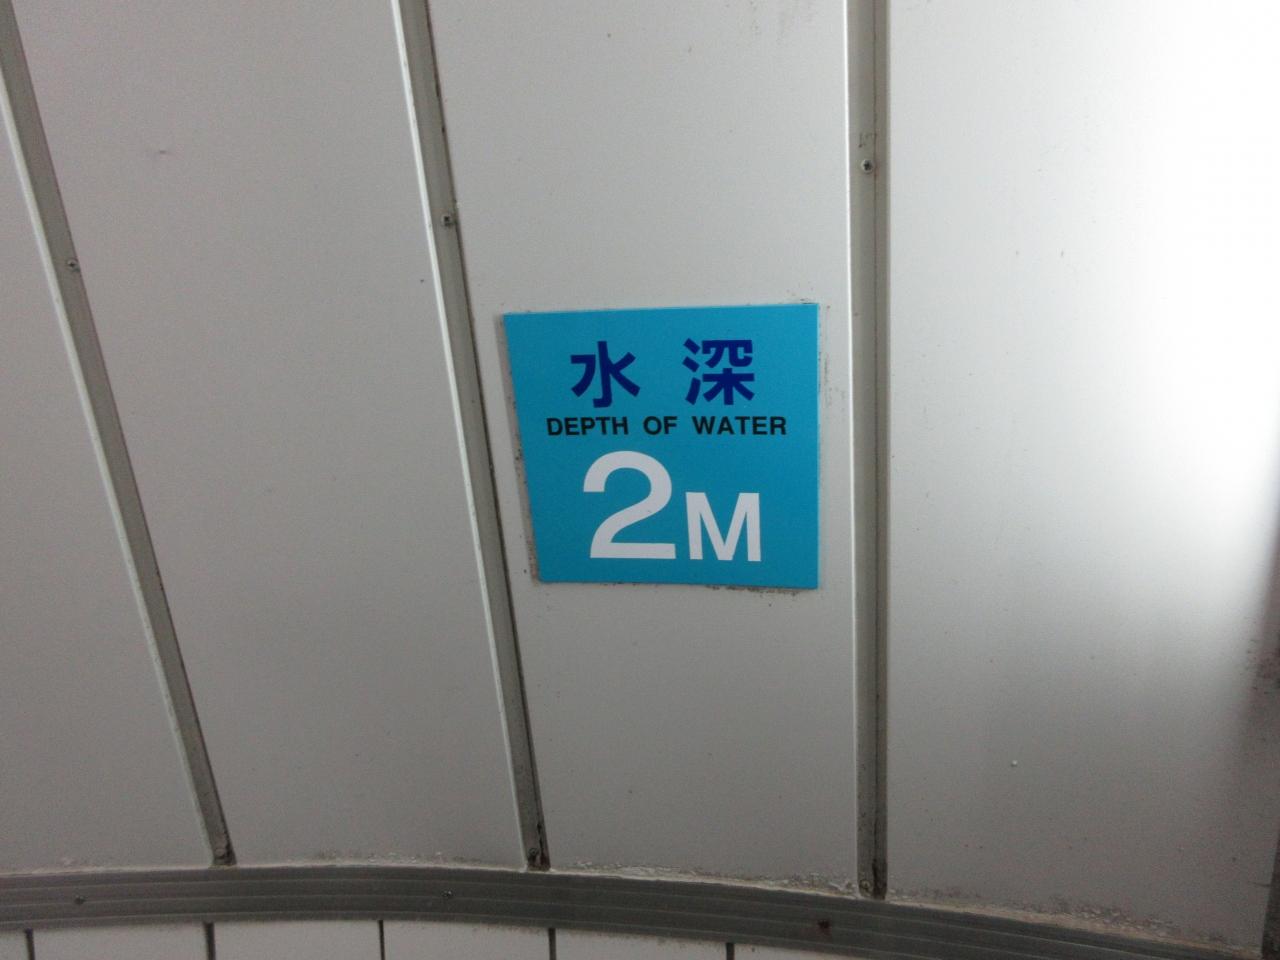 水深
DEPTH OF WATER
2M